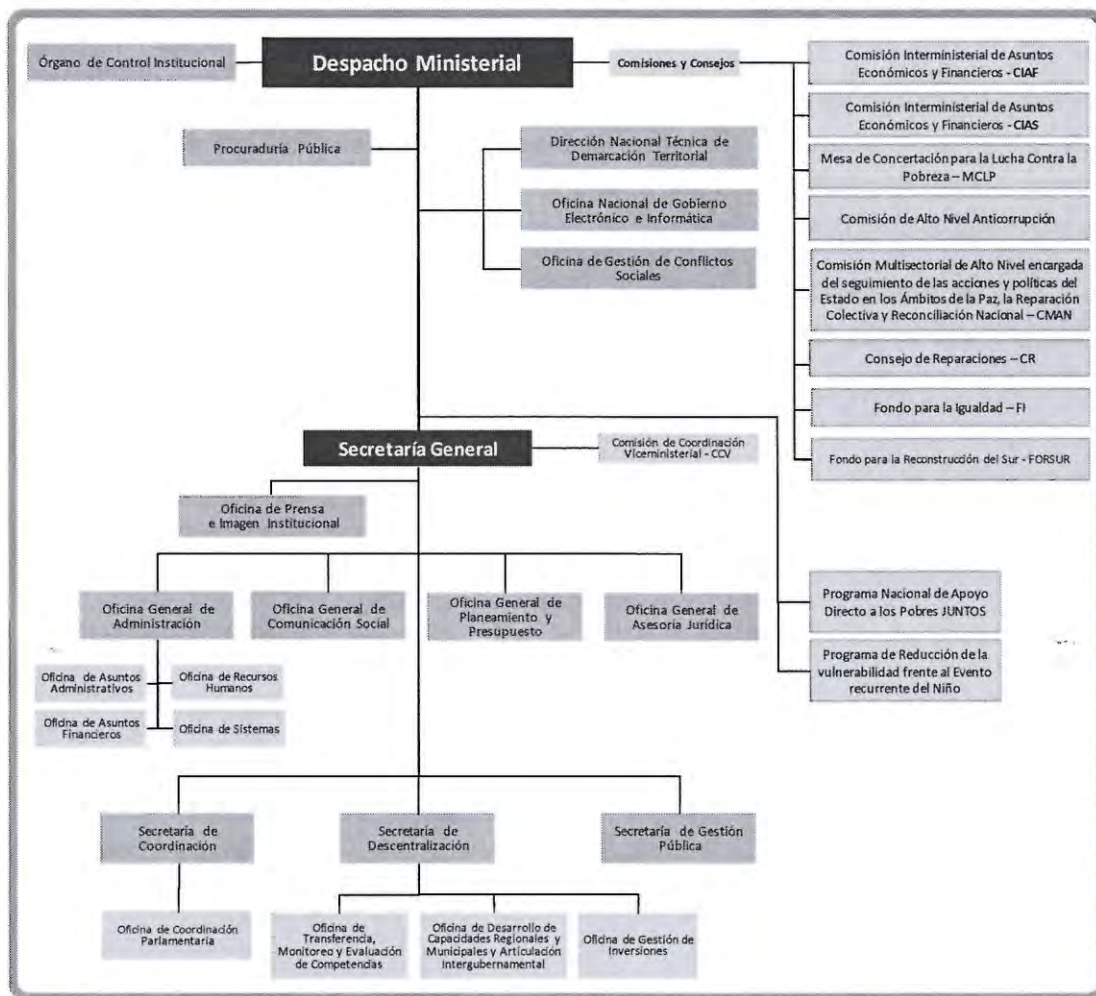 Órgano de Control Institucional
Despacho Ministerial
Comisiones y Consejos
Comisión Interministerial de Asuntos
Económicos y Financieros - CIAF
Comisión Interministerial de Asuntos
Económicos y Financieros - CIAS
Mesa de Concertación para la Lucha Contra la
Pobreza – MCLP
Comisión de Alto Nivel Anticorrupción
Comisión Multisectorial de Alto Nivel encargada
del seguimiento de las acciones y políticas del
Estado en los Ámbitos de la Paz, la Reparación
Colectiva y Reconciliación Nacional – CMAN
Consejo de Reparaciones – CR
Fondo para la Igualdad – FI
Fondo para la Reconstrucción del Sur - FORSUR
Procuraduría Pública
Dirección Nacional Técnica de
Demarcación Territorial
Oficina Nacional de Gobierno
Electrónico e Informática
Oficina de Gestión de Conflictos
Sociales
Secretaría General
Comisión de Coordinación
Viceministerial - CCV
Oficina de Prensa
e Imagen Institucional
Oficina General de
Administración
Oficina General de
Comunicación Social
Oficina General de
Planeamiento y
Presupuesto
Oficina General de
Asesoría Jurídica
Programa Nacional de Apoyo
Directo a los Pobres JUNTOS
Programa de Reducción de la
vulnerabilidad frente al Evento
recurrente del Niño
Oficina de Asuntos
Administrativos
Oficina de Recursos
Humanos
Oficina de Asuntos
Financieros
Oficina de Sistemas
Secretaría de
Coordinación
Secretaría de
Descentralización
Secretaría de Gestión
Pública
Oficina de Coordinación
Parlamentaria
Oficina de
Transferencia,
Monitoreo y Evaluación
de Competencias
Oficina de Desarrollo de
Capacidades Regionales y
Municipales y Articulación
Intergubernamental
Oficina de Gestión de
Inversiones